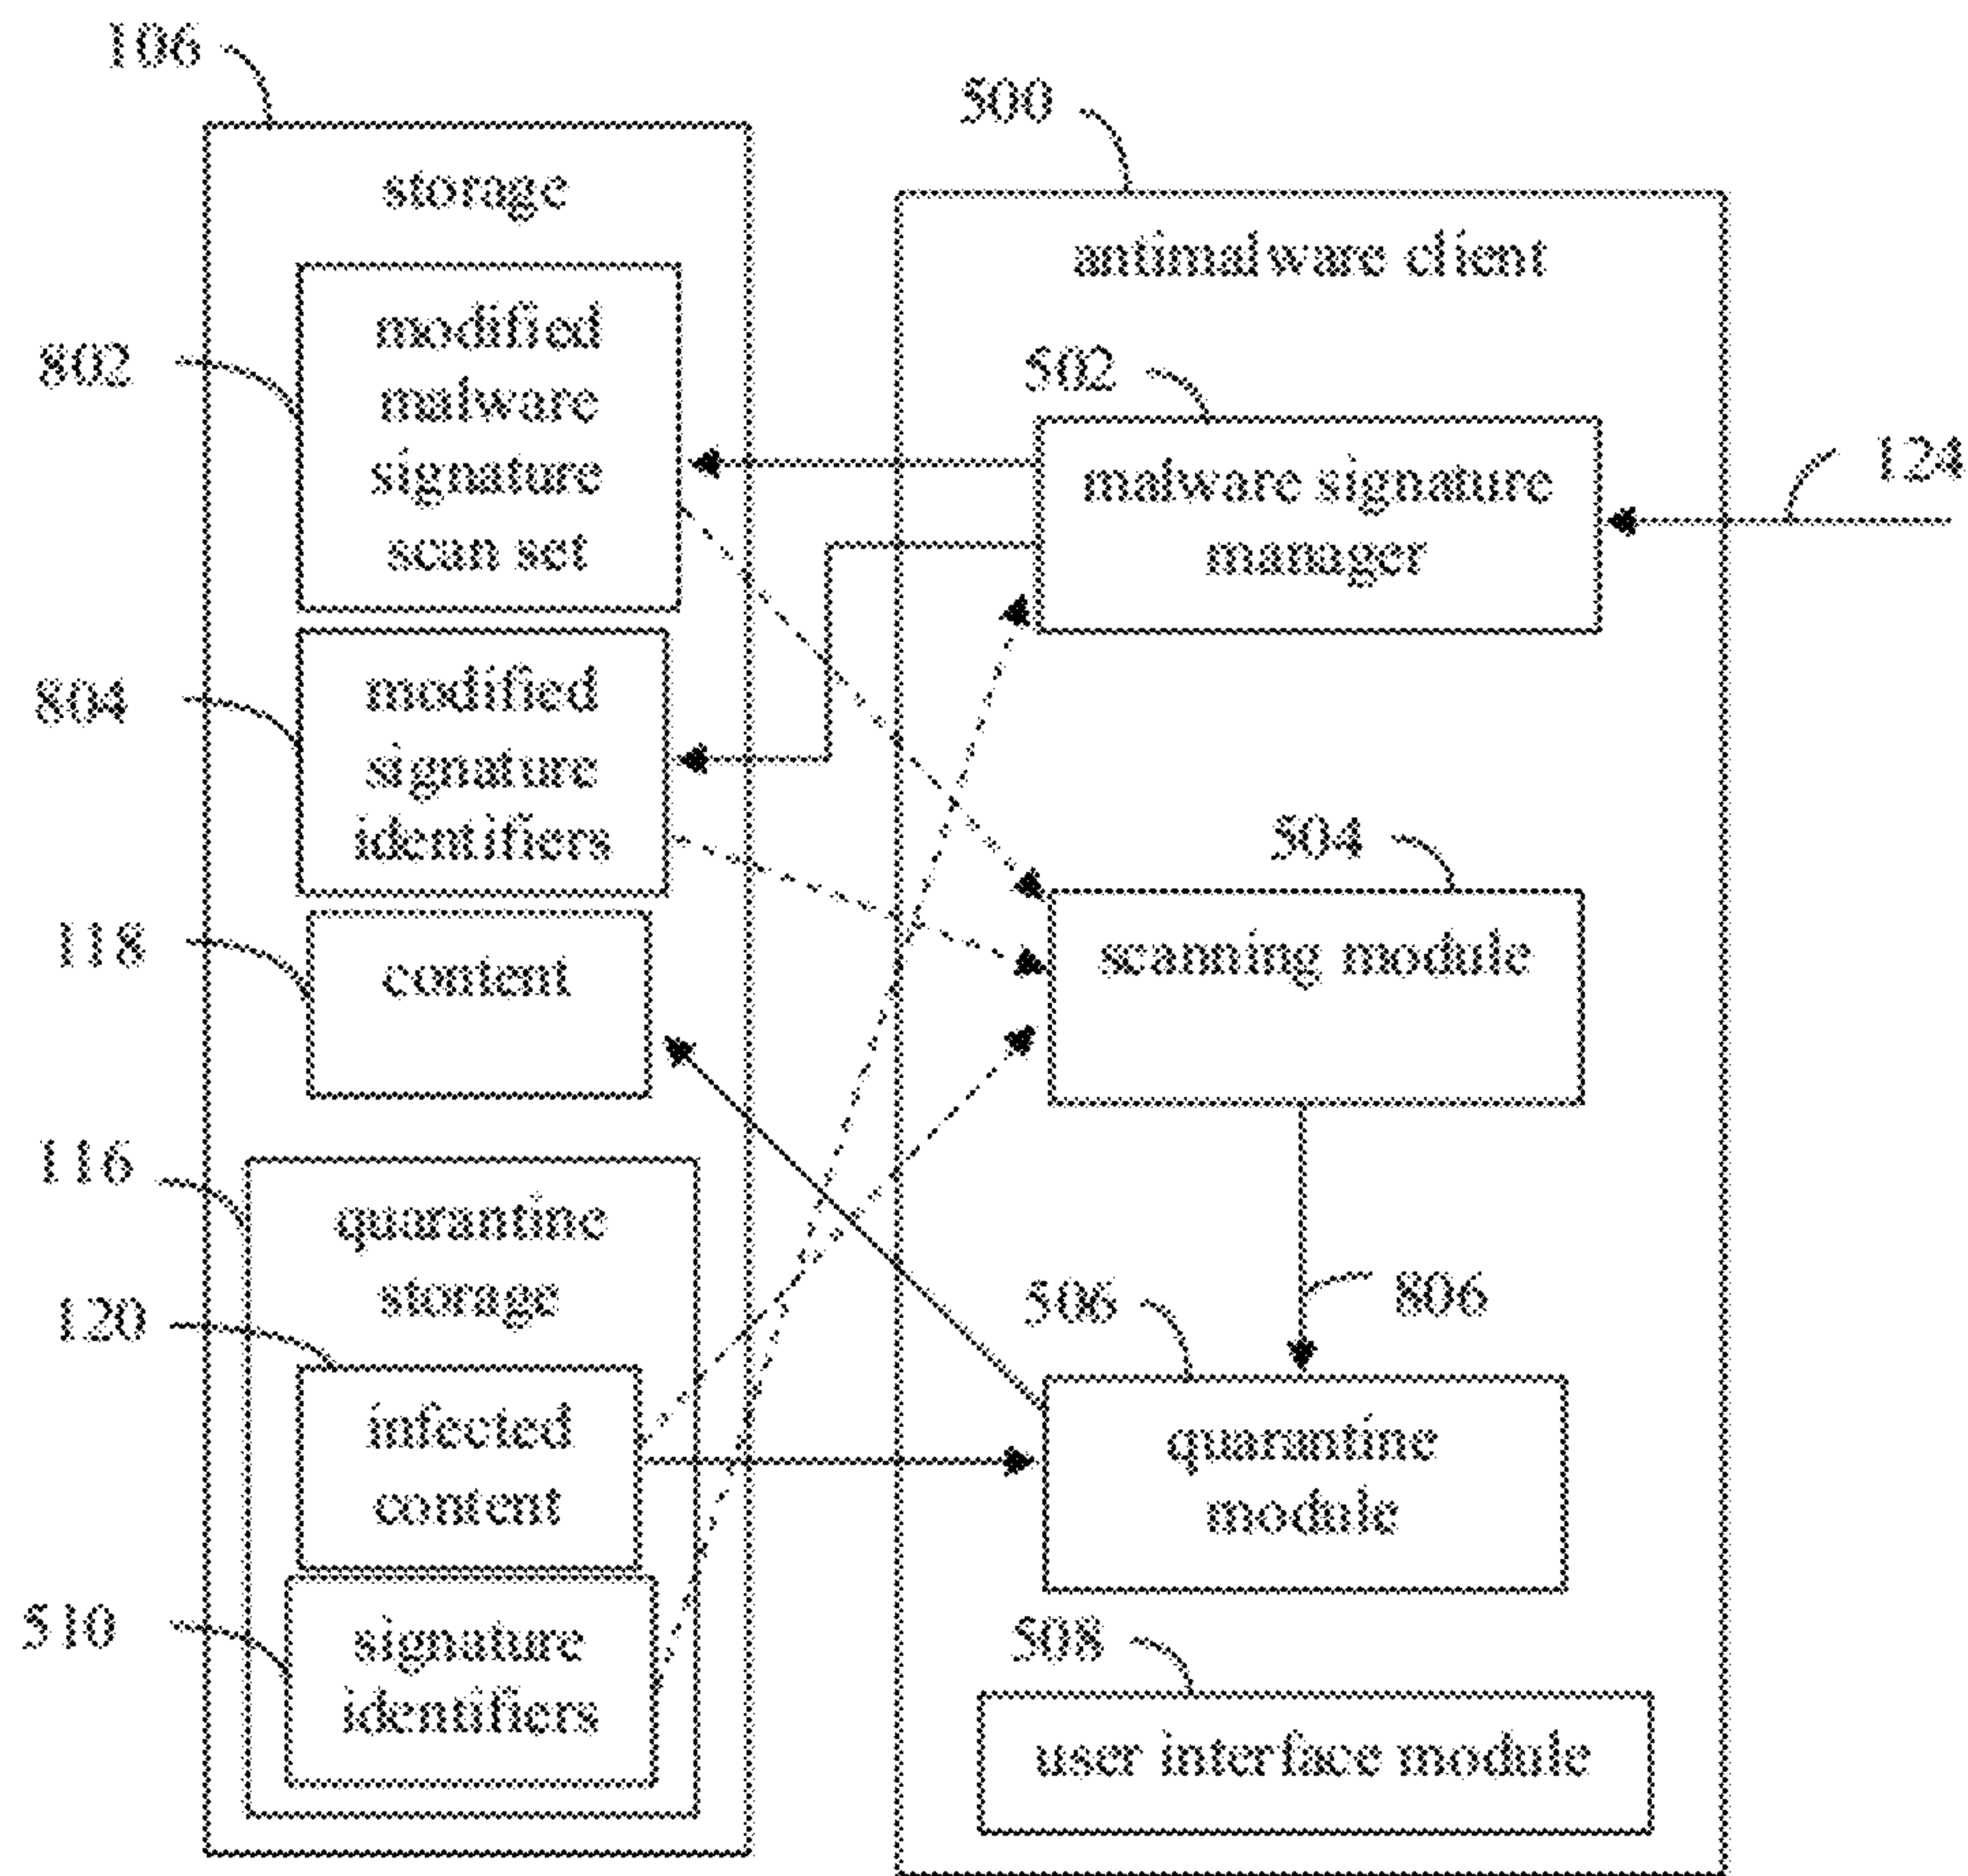 106
storage
802
modified
malware
signature
scan set
804
modified
signature
identifiers
118
content
116
quarantine
storage
120
infected
content
510
signature
identifiers
500
antimalware client
502
malware signature
manager
124
504
scanning module
806
506
quarantine
module
508
user interface module